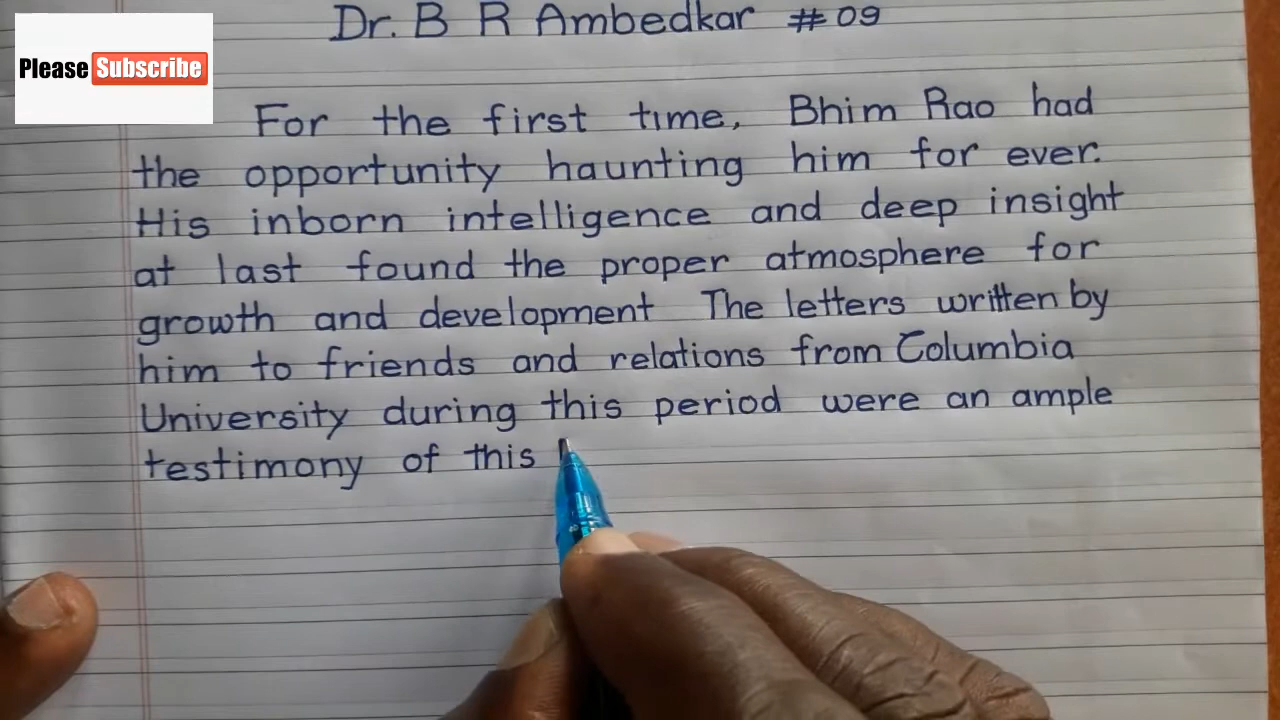 Dr. B R Ambedkar #09
Please Subscribe
For the first time, Bhim Rao had
the opportunity haunting him for ever.
His inborn intelligence and deep insight
at last found the proper atmosphere for
growth and development The letters written by
him to friends and relations from Columbia
University during this period were an ample
testimony of this